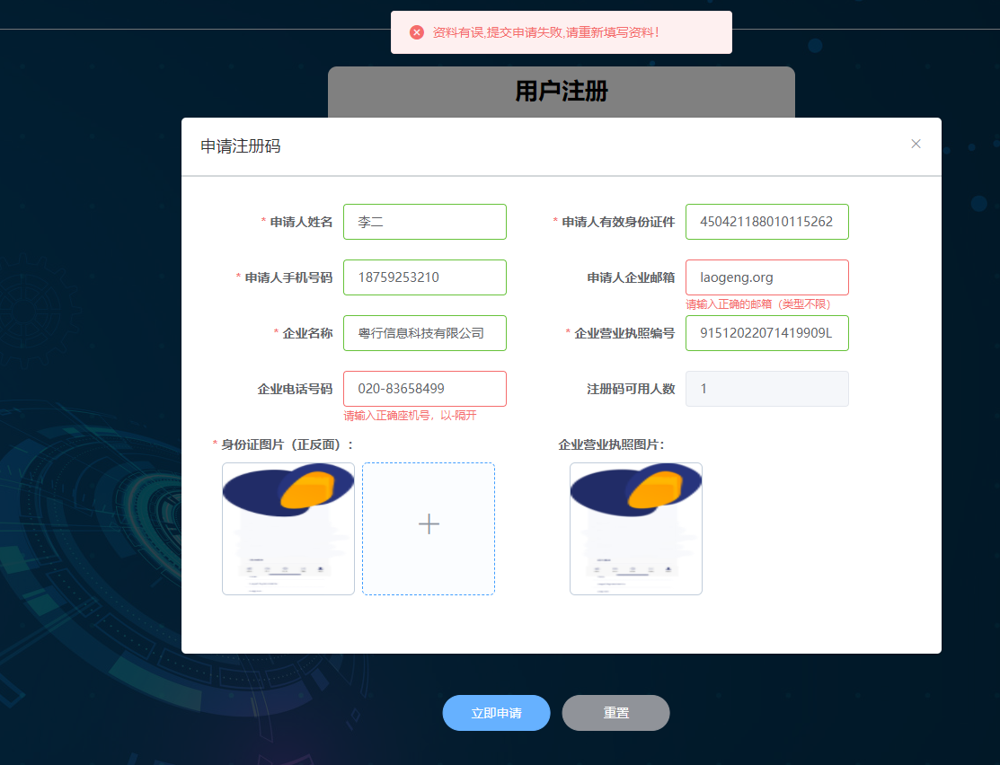 资料有误,提交申请失败,请重新填写资料！
用户注册
申请注册码
* 申请人姓名 李二 * 申请人有效身份证件 450421188010115262
* 申请人手机号码 18759253210 申请人企业邮箱 laogeng.org
请输入正确的邮箱（类型不限）
* 企业名称 粤行信息科技有限公司 * 企业营业执照编号 91512022071419909L
企业电话号码 020-83658499 注册码可用人数 1
请输入正确座机号，以-隔开
* 身份证图片（正反面）： 企业营业执照图片：
立即申请 重置